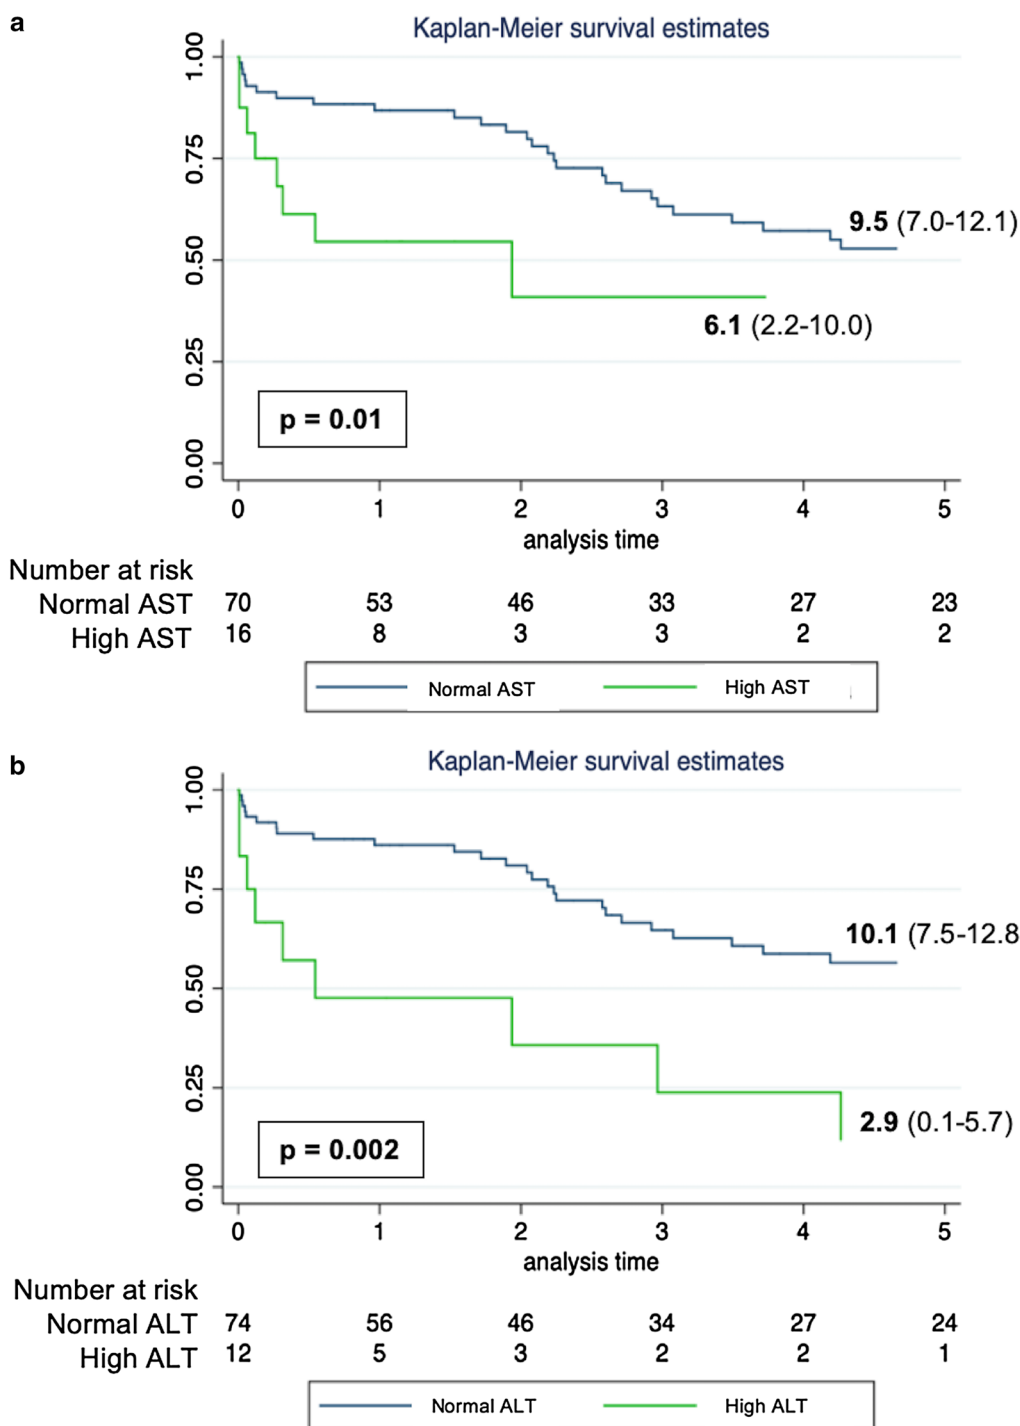 a
Kaplan-Meier survival estimates
1.00
0.75
0.50
0.25
0.00
9.5 (7.0-12.1)
6.1 (2.2-10.0)
p = 0.01
0 1 2 3 4 5
analysis time
Number at risk
Normal AST 70 53 46 33 27 23
High AST 16 8 3 3 2 2
Normal AST High AST
b
Kaplan-Meier survival estimates
1.00
0.75
0.50
0.25
0.00
10.1 (7.5-12.8
2.9 (0.1-5.7)
p = 0.002
0 1 2 3 4 5
analysis time
Number at risk
Normal ALT 74 56 46 34 27 24
High ALT 12 5 3 2 2 1
Normal ALT High ALT